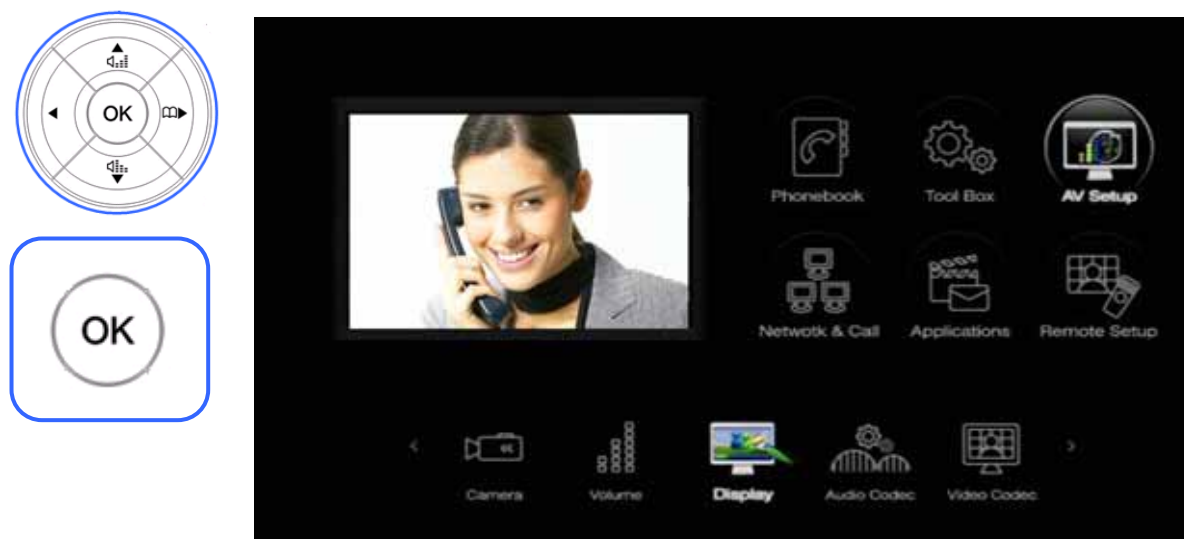 OK
OK
Phonebook Tool Box AV Setup
Netwotk & Call Applications Remote Setup
Camera Volume Display Audio Codec Video Codec